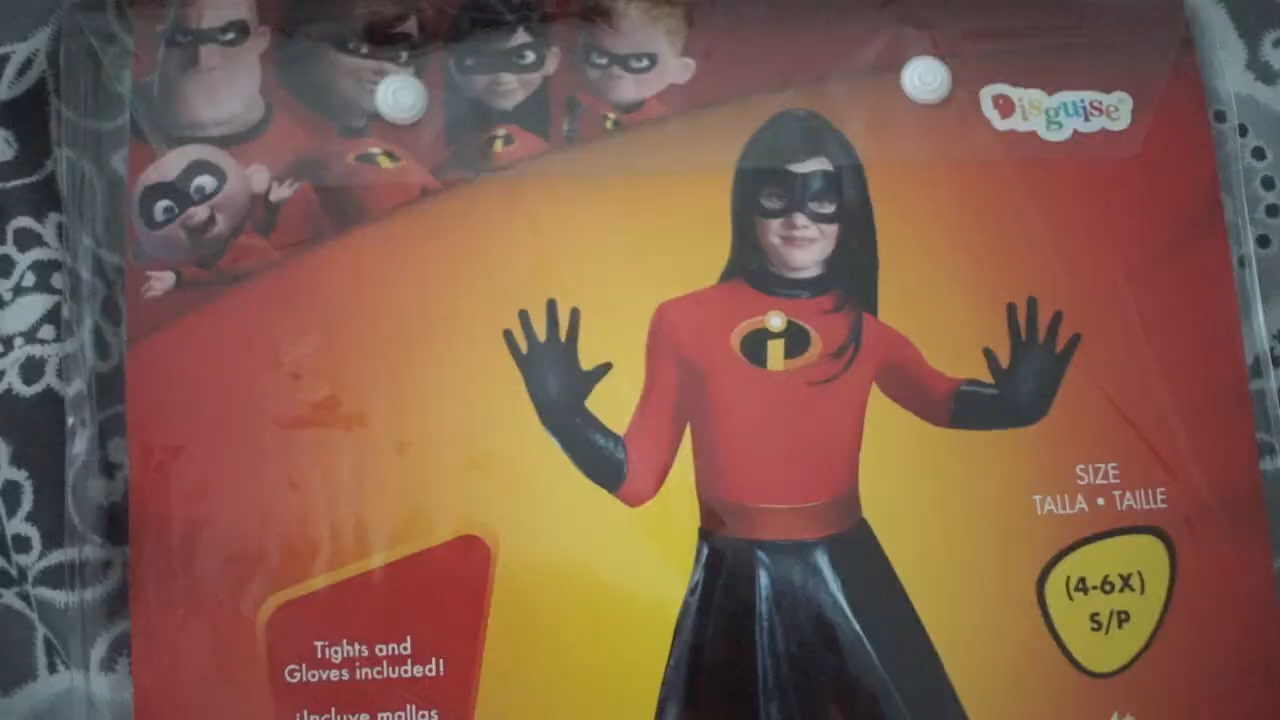 Disguise®
SIZE
TALLA • TAILLE
(4-6X)
S/P
Tights and
Gloves included!
¡Incluye mallas